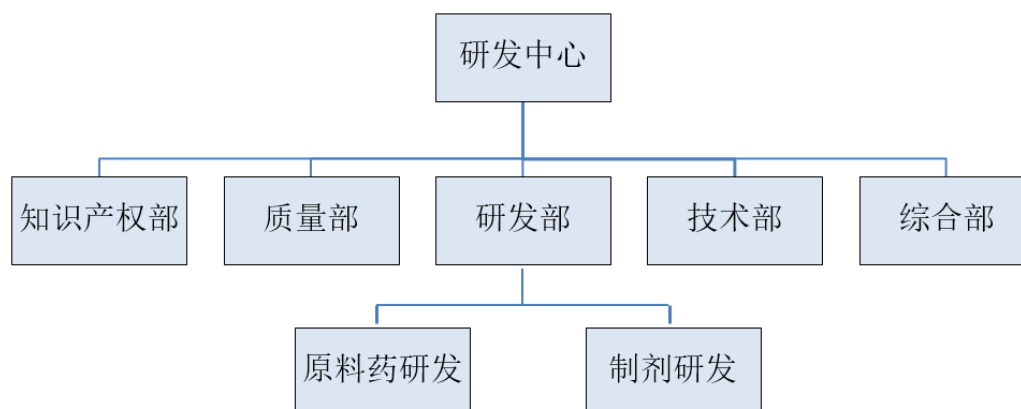 研发中心
知识产权部
质量部
研发部
技术部
综合部
原料药研发
制剂研发